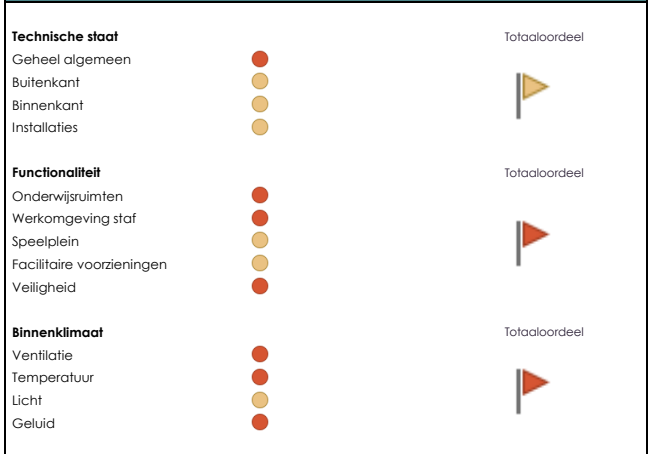 Technische staat Totaaloordeel
Geheel algemeen
Buitenkant
Binnenkant
Installaties
Functionaliteit Totaaloordeel
Onderwijsruimten
Werkomgeving staf
Speelplein
Facilitaire voorzieningen
Veiligheid
Binnenklimaat Totaaloordeel
Ventilatie
Temperatuur
Licht
Geluid